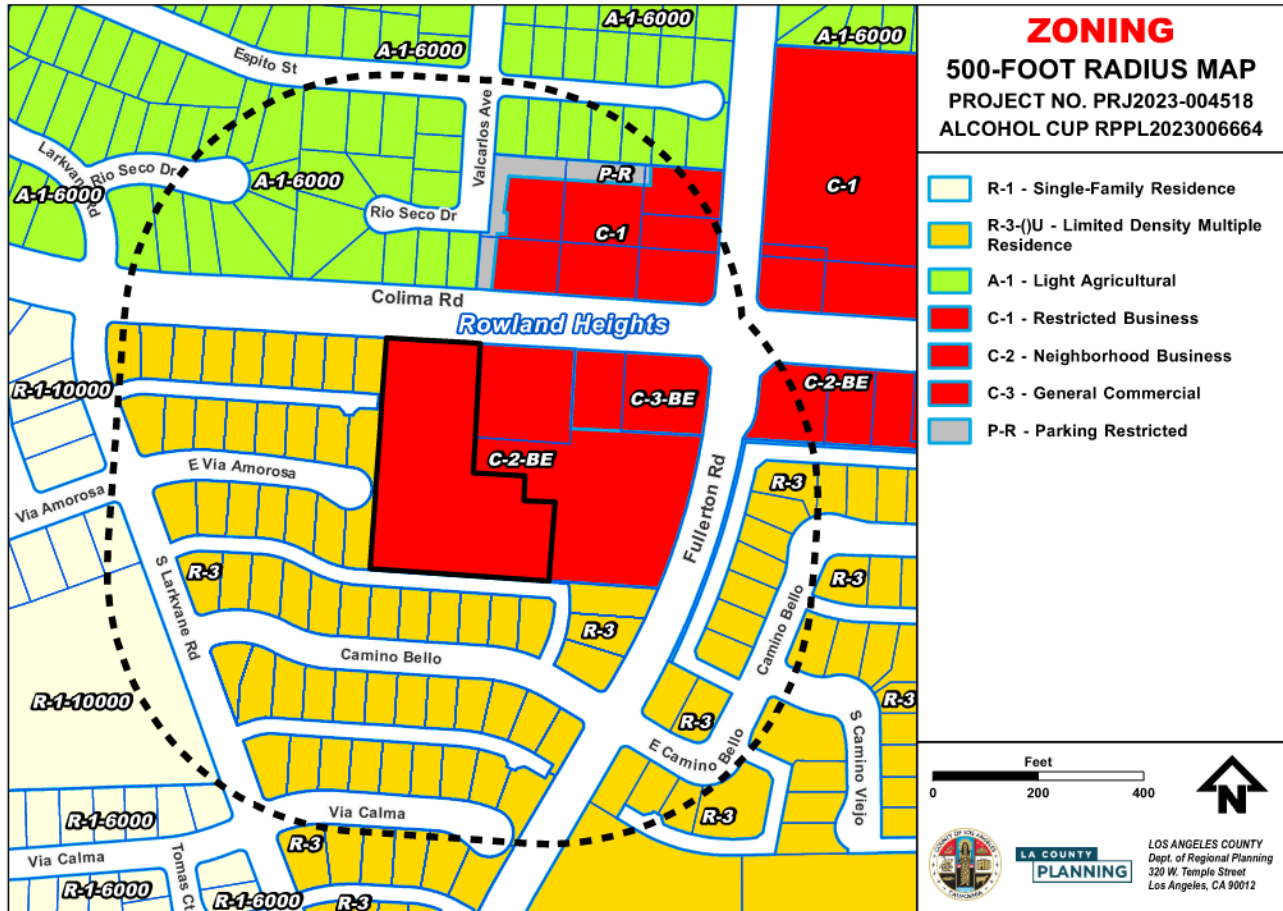 ZONING
500-FOOT RADIUS MAP
PROJECT NO. PRJ2023-004518
ALCOHOL CUP RPPL2023006664
R-1 - Single-Family Residence
R-3-()U - Limited Density Multiple
Residence
A-1 - Light Agricultural
C-1 - Restricted Business
C-2 - Neighborhood Business
C-3 - General Commercial
P-R - Parking Restricted
A-1-6000
A-1-6000
A-1-6000
Espito St
Valcarlos Ave
Larkvane Rd
Rio Seco Dr
A-1-6000
A-1-6000
P-R
C-1
Rio Seco Dr
C-1
Colima Rd
Rowland Heights
R-1-10000
C-3-BE
C-2-BE
C-2-BE
E Via Amorosa
Via Amorosa
Fullerton Rd
R-3
S Larkvane Rd
R-3
R-3
R-3
Camino Bello
Camino Bello
R-1-10000
R-3
R-3
E Camino Bello
S Camino Viejo
Via Calma
R-1-6000
R-3
R-3
Via Calma
Tomas Ct
R-1-6000
R-1-6000
R-3
Feet
0 200 400
N
COUNTY OF LOS ANGELES
CALIFORNIA
LA COUNTY
PLANNING
LOS ANGELES COUNTY
Dept. of Regional Planning
320 W. Temple Street
Los Angeles, CA 90012